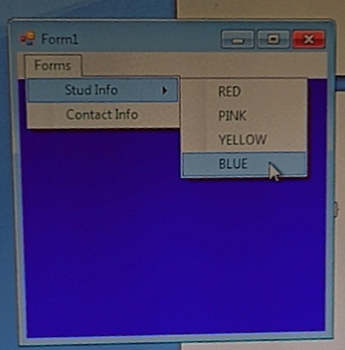 Form1
Forms
Stud Info
Contact Info
RED
PINK
YELLOW
BLUE